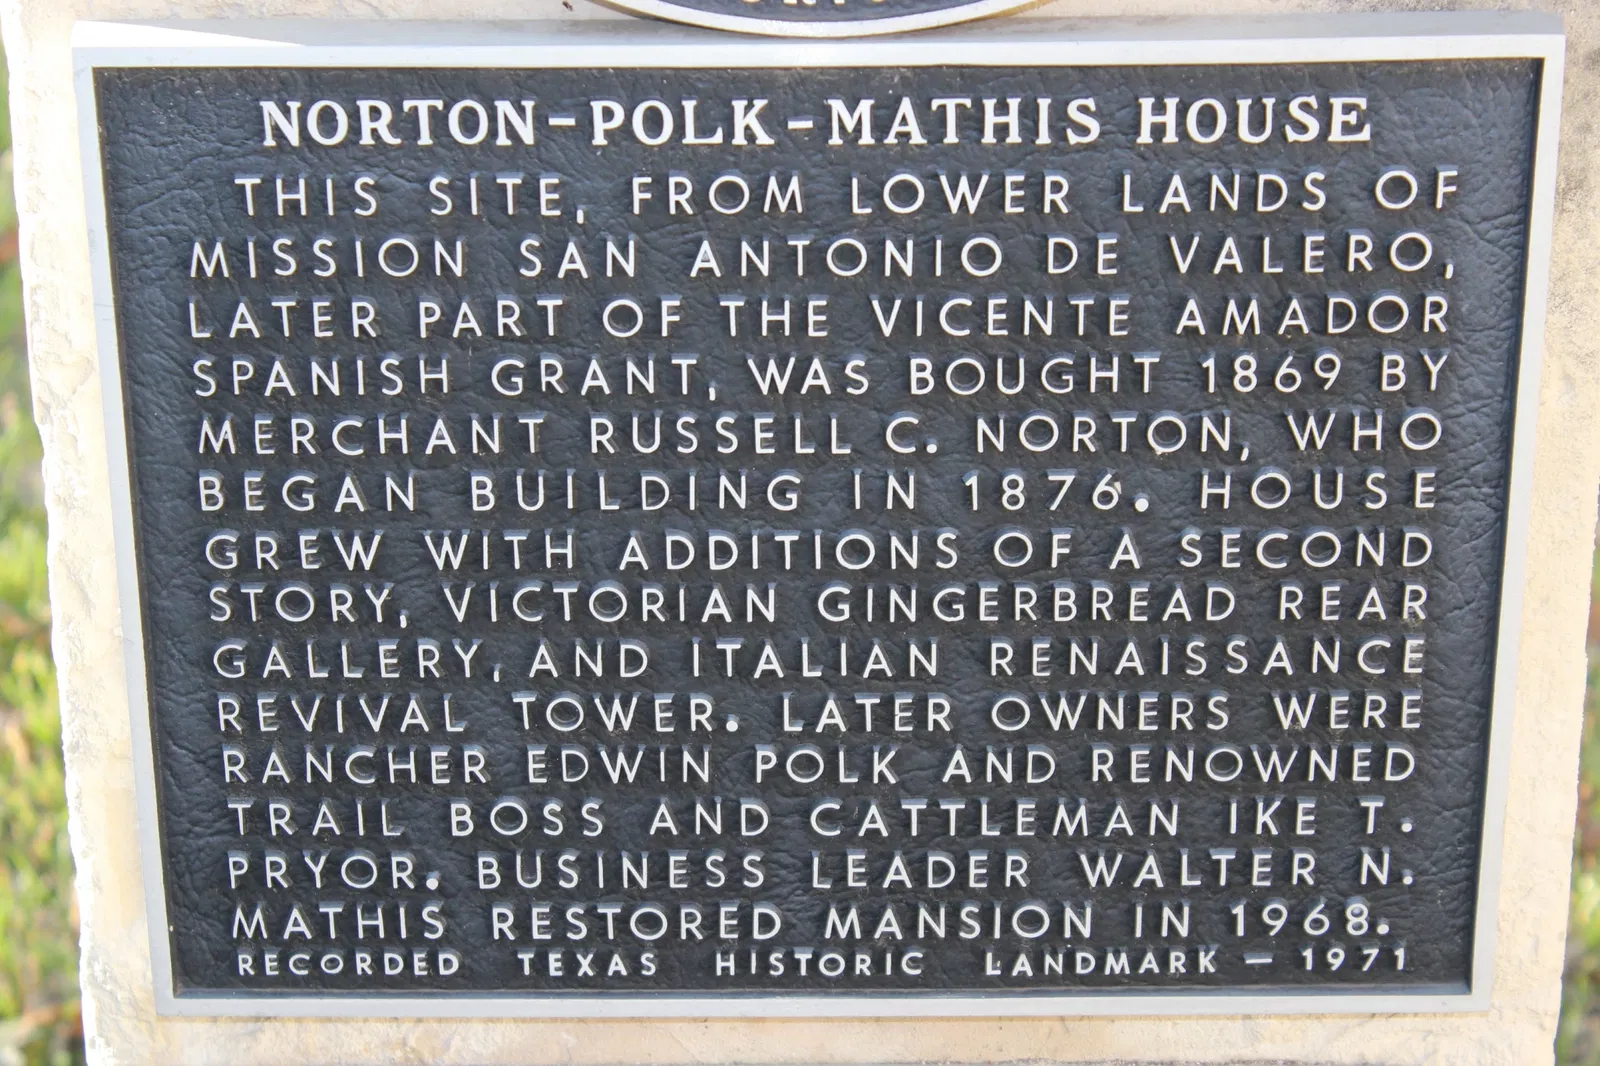 NORTON-POLK-MATHIS HOUSE
THIS SITE, FROM LOWER LANDS OF
MISSION SAN ANTONIO DE VALERO,
LATER PART OF THE VICENTE AMADOR
SPANISH GRANT, WAS BOUGHT 1869 BY
MERCHANT RUSSELL C. NORTON, WHO
BEGAN BUILDING IN 1876. HOUSE
GREW WITH ADDITIONS OF A SECOND
STORY, VICTORIAN GINGERBREAD REAR
GALLERY, AND ITALIAN RENAISSANCE
REVIVAL TOWER. LATER OWNERS WERE
RANCHER EDWIN POLK AND RENOWNED
TRAIL BOSS AND CATTLEMAN IKE T.
PRYOR. BUSINESS LEADER WALTER N.
MATHIS RESTORED MANSION IN 1968.
RECORDED TEXAS HISTORIC LANDMARK – 1971